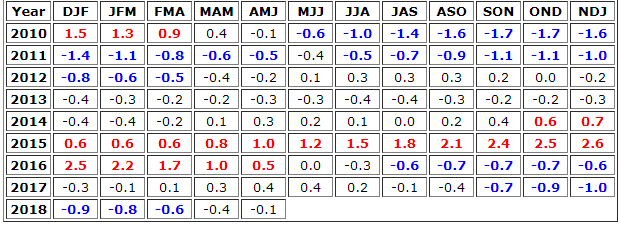 Year DJF JFM FMA MAM AMJ MJJ JJA JAS ASO SON OND NDJ
2010 1.5 1.3 0.9 0.4 -0.1 -0.6 -1.0 -1.4 -1.6 -1.7 -1.7 -1.6
2011 -1.4 -1.1 -0.8 -0.6 -0.5 -0.4 -0.5 -0.7 -0.9 -1.1 -1.1 -1.0
2012 -0.8 -0.6 -0.5 -0.4 -0.2 0.1 0.3 0.3 0.3 0.2 0.0 -0.2
2013 -0.4 -0.3 -0.2 -0.2 -0.3 -0.3 -0.4 -0.4 -0.3 -0.2 -0.2 -0.3
2014 -0.4 -0.4 -0.2 0.1 0.3 0.2 0.1 0.0 0.2 0.4 0.6 0.7
2015 0.6 0.6 0.6 0.8 1.0 1.2 1.5 1.8 2.1 2.4 2.5 2.6
2016 2.5 2.2 1.7 1.0 0.5 0.0 -0.3 -0.6 -0.7 -0.7 -0.7 -0.6
2017 -0.3 -0.1 0.1 0.3 0.4 0.4 0.2 -0.1 -0.4 -0.7 -0.9 -1.0
2018 -0.9 -0.8 -0.6 -0.4 -0.1